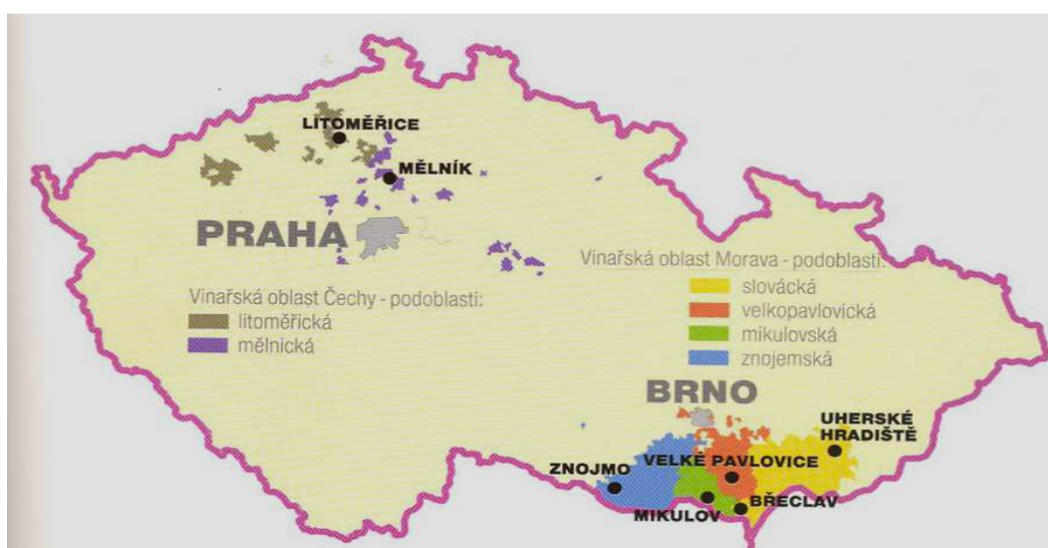 LITOMĚŘICE
MĚLNÍK
PRAHA
Vinařská oblast Morava - podoblasti:
slovácká
velkopavlovická
mikulovská
znojemská
Vinařská oblast Čechy - podoblasti:
litoměřická
mělnická
BRNO
UHERSKÉ
HRADIŠTĚ
ZNOJMO
VELKÉ PAVLOVICE
MIKULOV
BŘECLAV